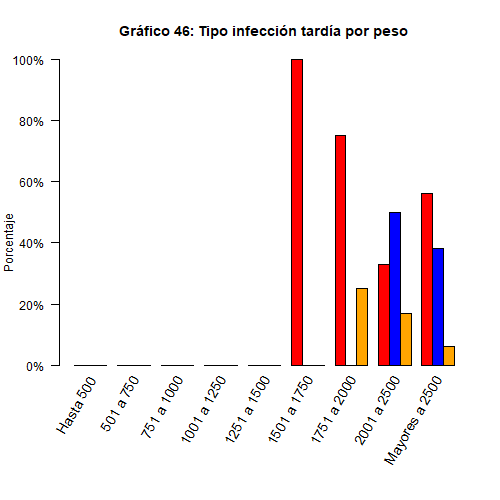 Gráfico 46: Tipo infección tardía por peso
Porcentaje
100%
80%
60%
40%
20%
0%
Hasta 500
501 a 750
751 a 1000
1001 a 1250
1251 a 1500
1501 a 1750
1751 a 2000
2001 a 2500
Mayores a 2500